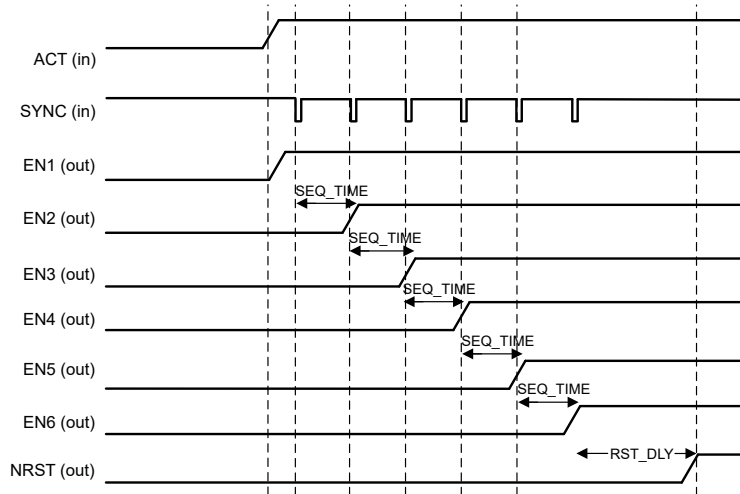 ACT (in)
SYNC (in)
EN1 (out)
SEQ_TIME
EN2 (out)
SEQ_TIME
EN3 (out)
SEQ_TIME
EN4 (out)
SEQ_TIME
EN5 (out)
SEQ_TIME
EN6 (out)
RST_DLY
NRST (out)